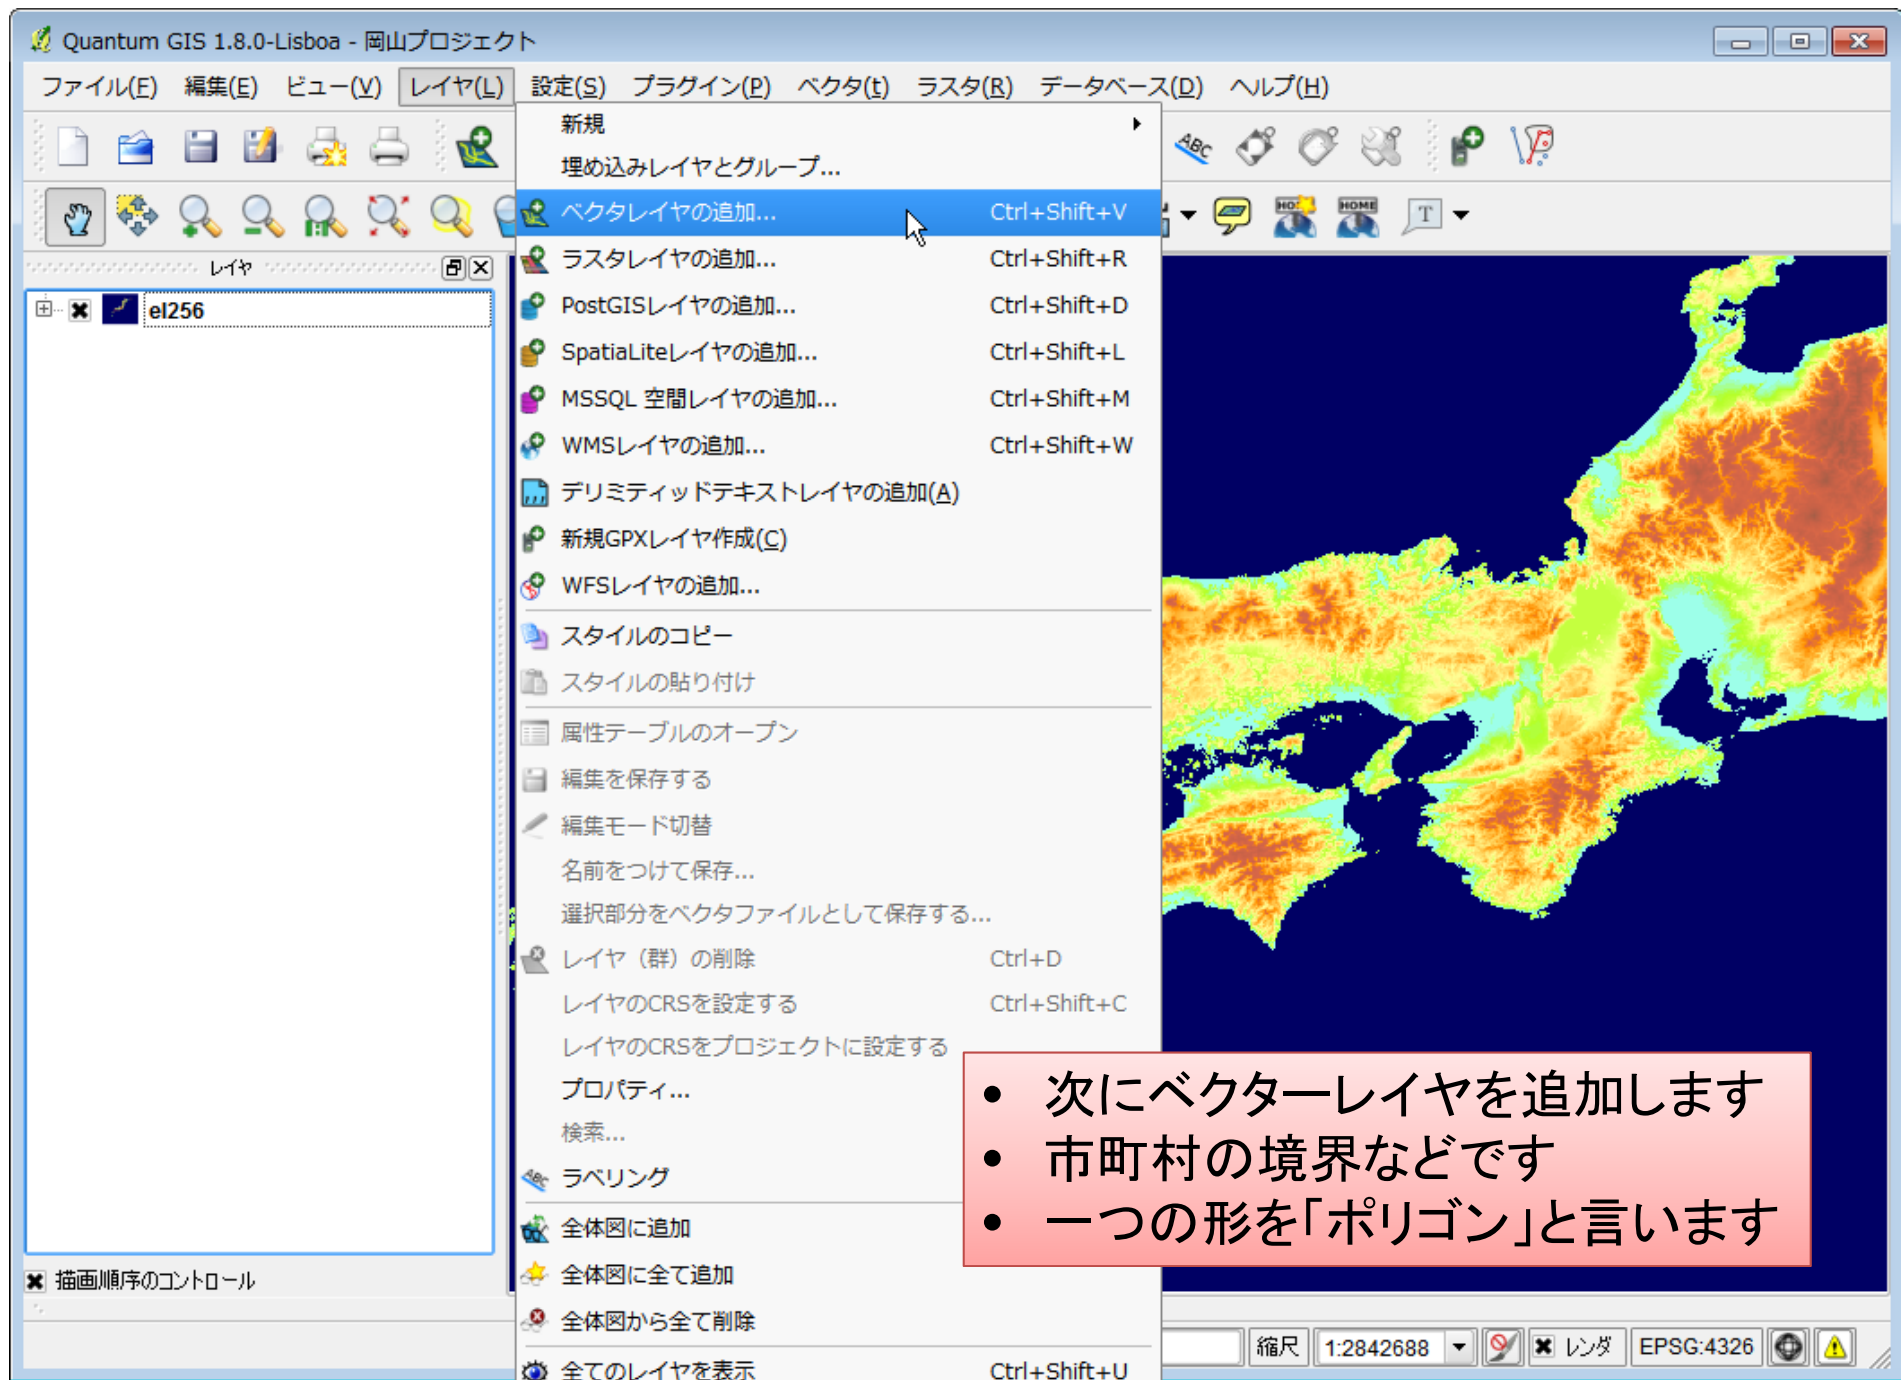 Quantum GIS 1.8.0-Lisboa - 岡山プロジェクト
ファイル(F) 編集(E) ビュー(V) レイヤ(L) 設定(S) プラグイン(P) ベクタ(t) ラスタ(R) データベース(D) ヘルプ(H)
ABC
HOME
T
レイヤ
el256
描画順序のコントロール
新規
埋め込みレイヤとグループ...
ベクタレイヤの追加... Ctrl+Shift+V
ラスタレイヤの追加... Ctrl+Shift+R
PostGISレイヤの追加... Ctrl+Shift+D
SpatiaLiteレイヤの追加... Ctrl+Shift+L
MSSQL 空間レイヤの追加... Ctrl+Shift+M
WMSレイヤの追加... Ctrl+Shift+W
デリミティッドテキストレイヤの追加(A)
新規GPXレイヤ作成(C)
WFSレイヤの追加...
スタイルのコピー
スタイルの貼り付け
属性テーブルのオープン
編集を保存する
編集モード切替
名前をつけて保存...
選択部分をベクタファイルとして保存する...
レイヤ（群）の削除 Ctrl+D
レイヤのCRSを設定する Ctrl+Shift+C
レイヤのCRSをプロジェクトに設定する
プロパティ...
検索...
ABC ラベリング
全体図に追加
全体図に全て追加
全体図から全て削除
全てのレイヤを表示 Ctrl+Shift+U
• 次にベクターレイヤを追加します
• 市町村の境界などです
• 一つの形を「ポリゴン」と言います
縮尺 1:2842688 レンダ EPSG:4326